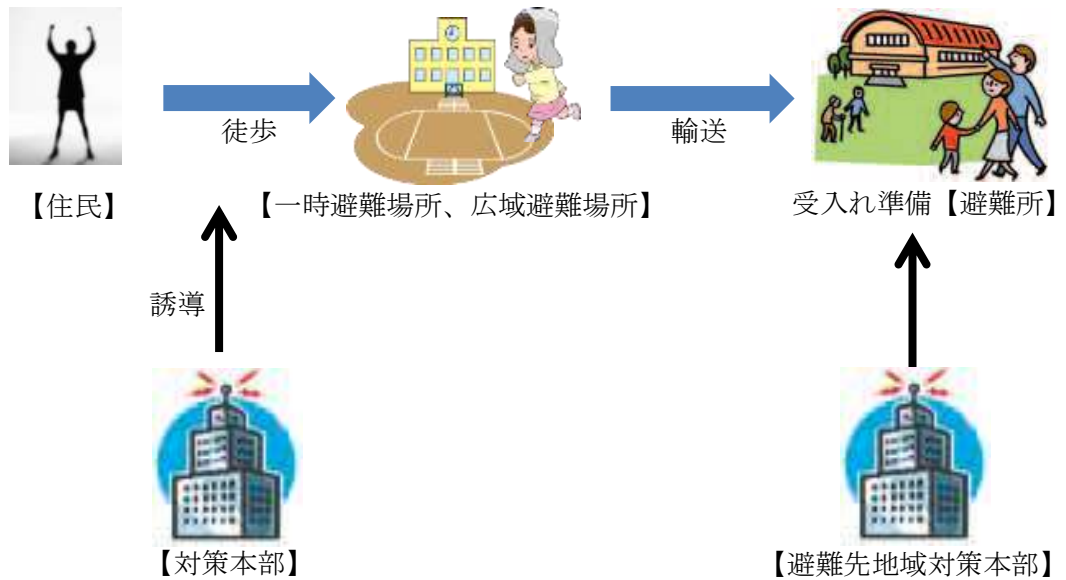 徒歩
輸送
【住民】
【一時避難場所、広域避難場所】
受入れ準備【避難所】
誘導
【対策本部】
【避難先地域対策本部】